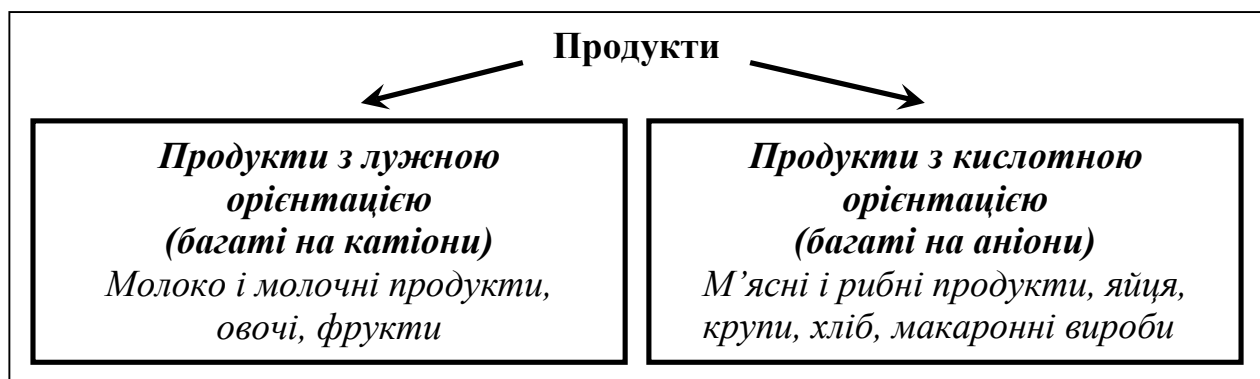 Продукти
Продукти з лужною
орієнтацією
(багаті на катіони)
Молоко і молочні продукти,
овочі, фрукти
Продукти з кислотною
орієнтацією
(багаті на аніони)
М’ясні і рибні продукти, яйця,
крупи, хліб, макаронні вироби